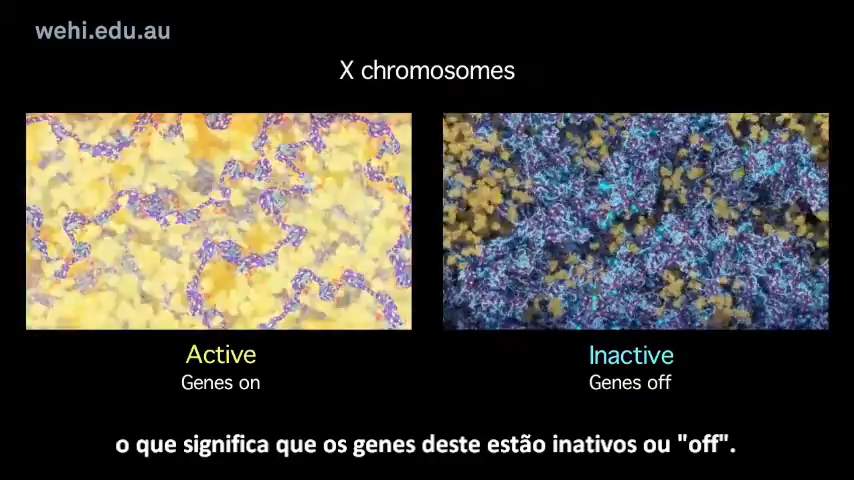 wehi.edu.au
X chromosomes
Active
Genes on
Inactive
Genes off
o que significa que os genes deste estão inativos ou "off".